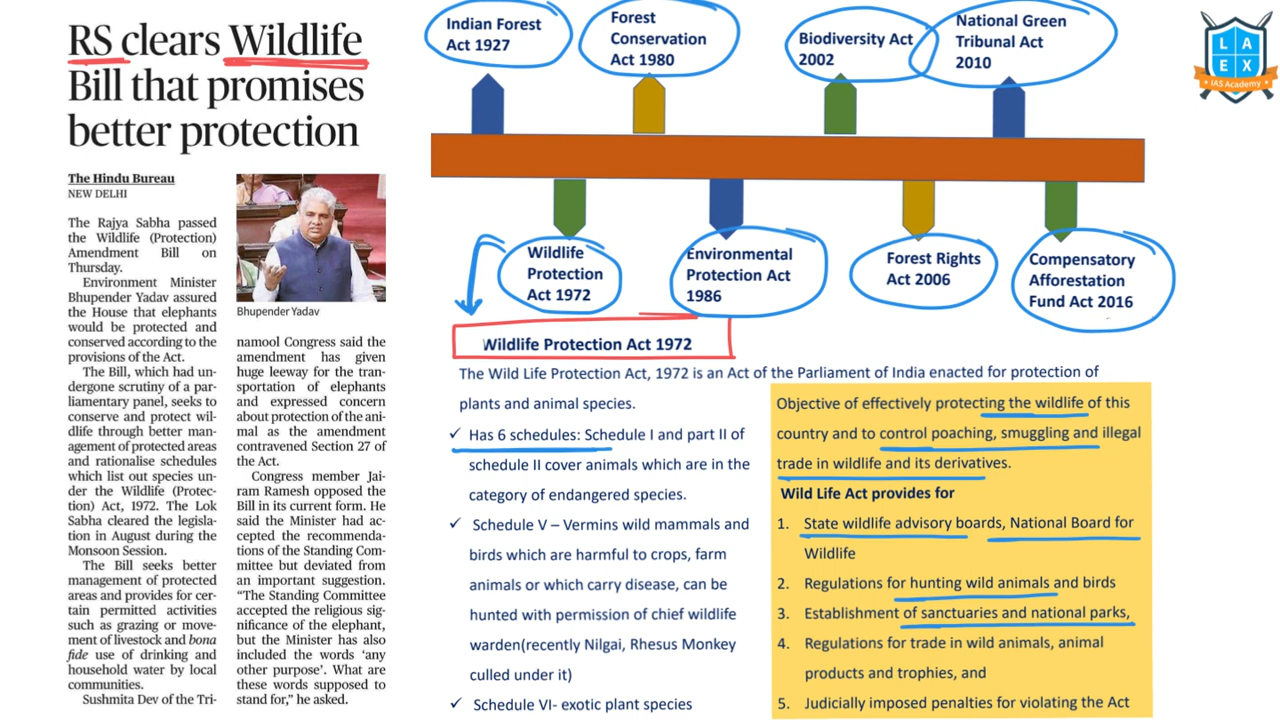 RS clears Wildlife
Bill that promises
better protection
The Hindu Bureau
NEW DELHI
The Rajya Sabha passed
the Wildlife (Protection)
Amendment Bill on
Thursday.
Environment Minister
Bhupender Yadav assured
the House that elephants
would be protected and
conserved according to the
provisions of the Act.
The Bill, which had un-
dergone scrutiny of a par-
liamentary panel, seeks to
conserve and protect wil-
dlife through better man-
agement of protected areas
and rationalise schedules
which list out species un-
der the Wildlife (Protec-
tion) Act, 1972. The Lok
Sabha cleared the legisla-
tion in August during the
Monsoon Session.
The Bill seeks better
management of protected
areas and provides for cer-
tain permitted activities
such as grazing or move-
ment of livestock and bona
fide use of drinking and
household water by local
communities.
Sushmita Dev of the Tri-
Bhupender Yadav
namool Congress said the
amendment has given
huge leeway for the tran-
sportation of elephants
and expressed concern
about protection of the ani-
mal as the amendment
contravened Section 27 of
the Act.
Congress member Jai-
ram Ramesh opposed the
Bill in its current form. He
said the Minister had ac-
cepted the recommenda-
tions of the Standing Com-
mittee but deviated from
an important suggestion.
"The Standing Committee
accepted the religious sig-
nificance of the elephant,
but the Minister has also
included the words 'any
other purpose'. What are
these words supposed to
stand for," he asked.
Indian Forest
Act 1927
Forest
Conservation
Act 1980
Biodiversity Act
2002
National Green
Tribunal Act
2010
Wildlife
Protection
Act 1972
Environmental
Protection Act
1986
Forest Rights
Act 2006
Compensatory
Afforestation
Fund Act 2016
Wildlife Protection Act 1972
The Wild Life Protection Act, 1972 is an Act of the Parliament of India enacted for protection of
plants and animal species.
✓ Has 6 schedules: Schedule I and part II of
schedule II cover animals which are in the
category of endangered species.
✓ Schedule V – Vermins wild mammals and
birds which are harmful to crops, farm
animals or which carry disease, can be
hunted with permission of chief wildlife
warden(recently Nilgai, Rhesus Monkey
culled under it)
✓ Schedule VI- exotic plant species
Objective of effectively protecting the wildlife of this
country and to control poaching, smuggling and illegal
trade in wildlife and its derivatives.
Wild Life Act provides for
1. State wildlife advisory boards, National Board for
Wildlife
2. Regulations for hunting wild animals and birds
3. Establishment of sanctuaries and national parks,
4. Regulations for trade in wild animals, animal
products and trophies, and
5. Judicially imposed penalties for violating the Act
L A
E X
IAS Academy